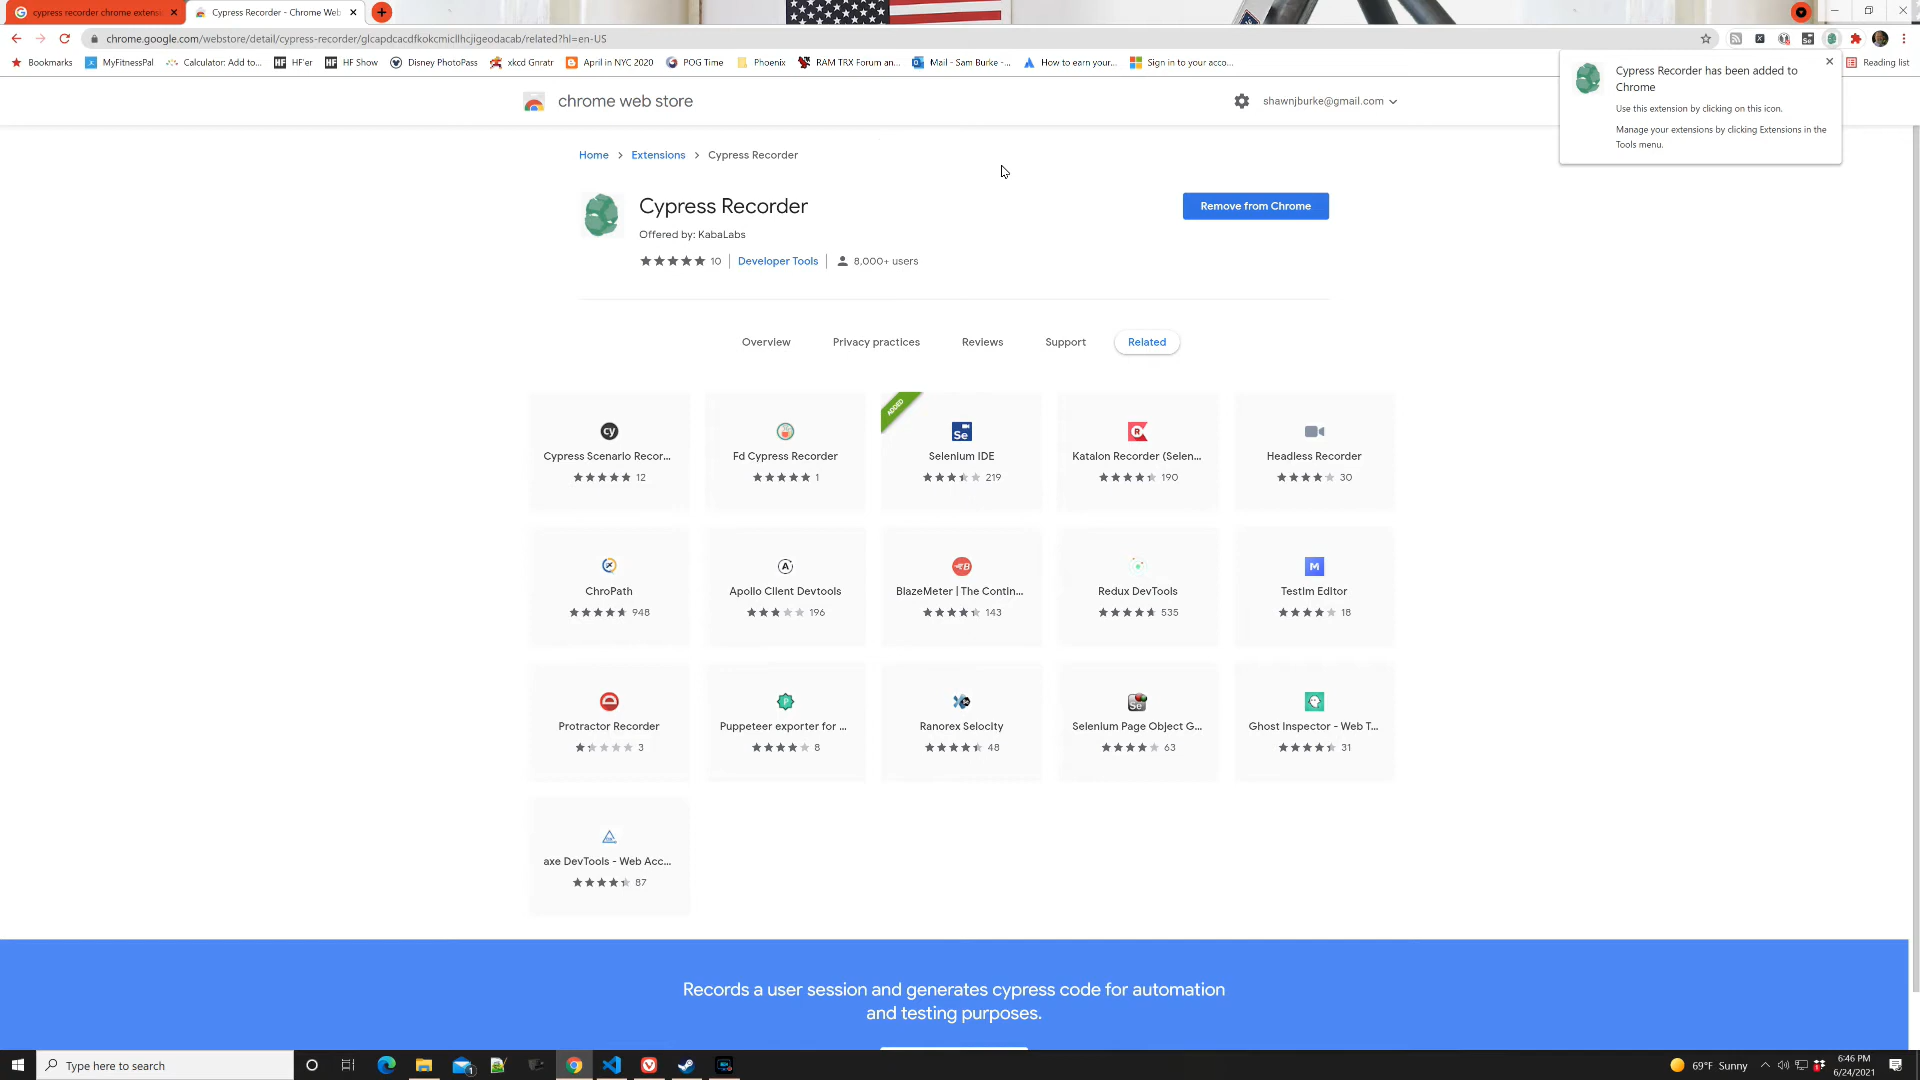 cypress recorder chrome extensi
Cypress Recorder - Chrome Web
chrome.google.com/webstore/detail/cypress-recorder/glcapdcacdfkokcmicllhcjigeodacab/related?hl=en-US
Bookmarks
MyFitnessPal
Calculator: Add to...
HF'er
HF Show
Disney PhotoPass
xkcd Gnratr
April in NYC 2020
POG Time
Phoenix
RAM TRX Forum an...
Mail - Sam Burke -...
How to earn your...
Sign in to your acco...
Reading list
Cypress Recorder has been added to
Chrome
Use this extension by clicking on this icon.
Manage your extensions by clicking Extensions in the
Tools menu.
chrome web store
shawnjburke@gmail.com
Home
Extensions
Cypress Recorder
Cypress Recorder
Remove from Chrome
Offered by: KabaLabs
10
Developer Tools
8,000+ users
Overview
Privacy practices
Reviews
Support
Related
cy
Cypress Scenario Recor...
12
Fd Cypress Recorder
1
ADDED
Se
Selenium IDE
219
R
Katalon Recorder (Selen...
190
Headless Recorder
30
ChroPath
948
A
Apollo Client Devtools
196
BlazeMeter | The Contin...
143
Redux DevTools
535
M
Testim Editor
18
Protractor Recorder
3
P
Puppeteer exporter for ...
8
Ranorex Selocity
48
Se
Selenium Page Object G...
63
Ghost Inspector - Web T...
31
axe DevTools - Web Acc...
87
Records a user session and generates cypress code for automation
and testing purposes.
Type here to search
1
69°F Sunny
6:46 PM
6/24/2021